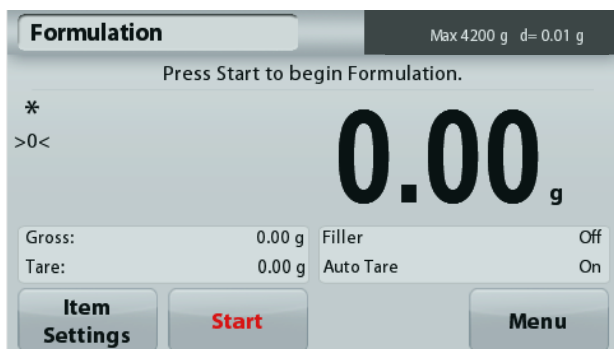 Formulation
Max 4200 g d= 0.01 g
Press Start to begin Formulation.
*
>0<
0.00 g
Gross: 0.00 g Filler Off
Tare: 0.00 g Auto Tare On
Item
Settings
Start
Menu